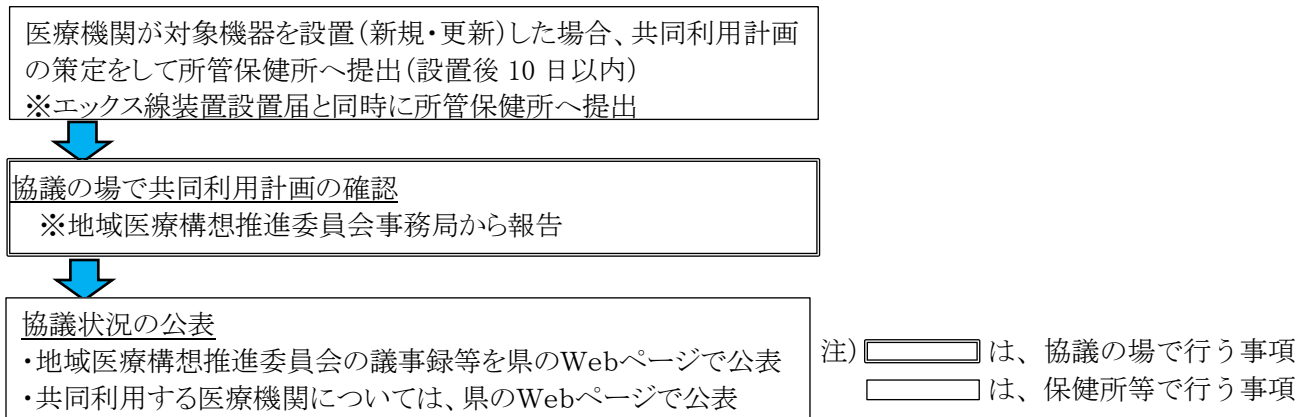 医療機関が対象機器を設置(新規・更新)した場合、共同利用計画
の策定をして所管保健所へ提出(設置後 10 日以内)
※エックス線装置設置届と同時に所管保健所へ提出
協議の場で共同利用計画の確認
※地域医療構想推進委員会事務局から報告
協議状況の公表
・地域医療構想推進委員会の議事録等を県のWebページで公表
・共同利用する医療機関については、県のWebページで公表
注) は、協議の場で行う事項
は、保健所等で行う事項